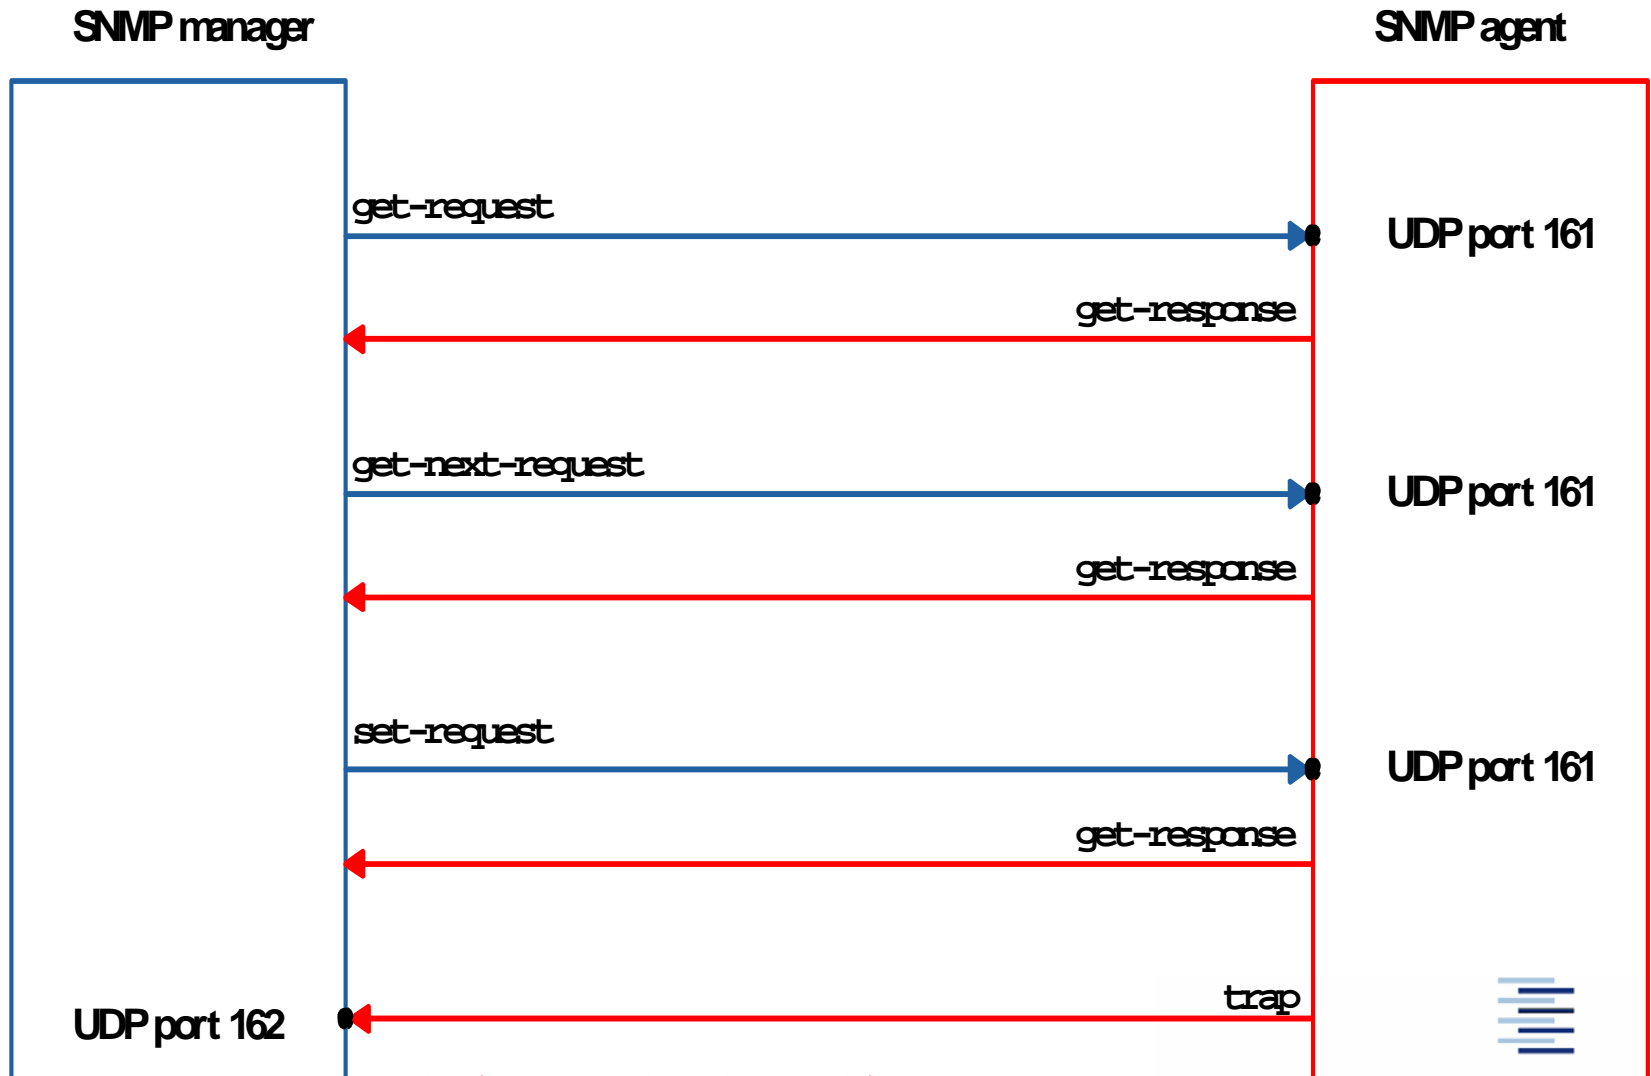 SNMP manager
SNMP agent
get-request
UDP port 161
get-response
get-next-request
UDP port 161
get-response
set-request
UDP port 161
get-response
trap
UDP port 162